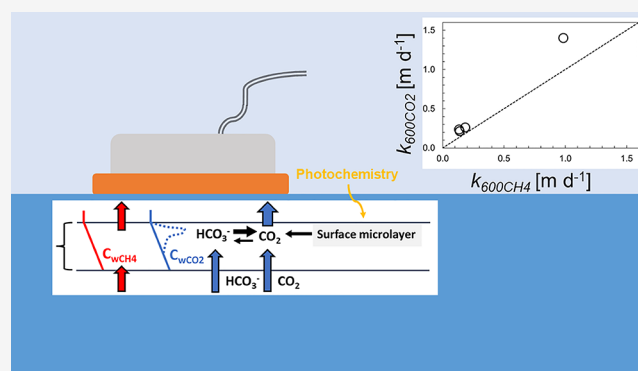 k600CO2 [m d-1]
1.5
1.0
0.5
0.0
0.0 0.5 1.0 1.5
k600CH4 [m d-1]
Photochemistry
HCO3- CO2 Surface microlayer
CwCH4 CwCO2
HCO3- CO2